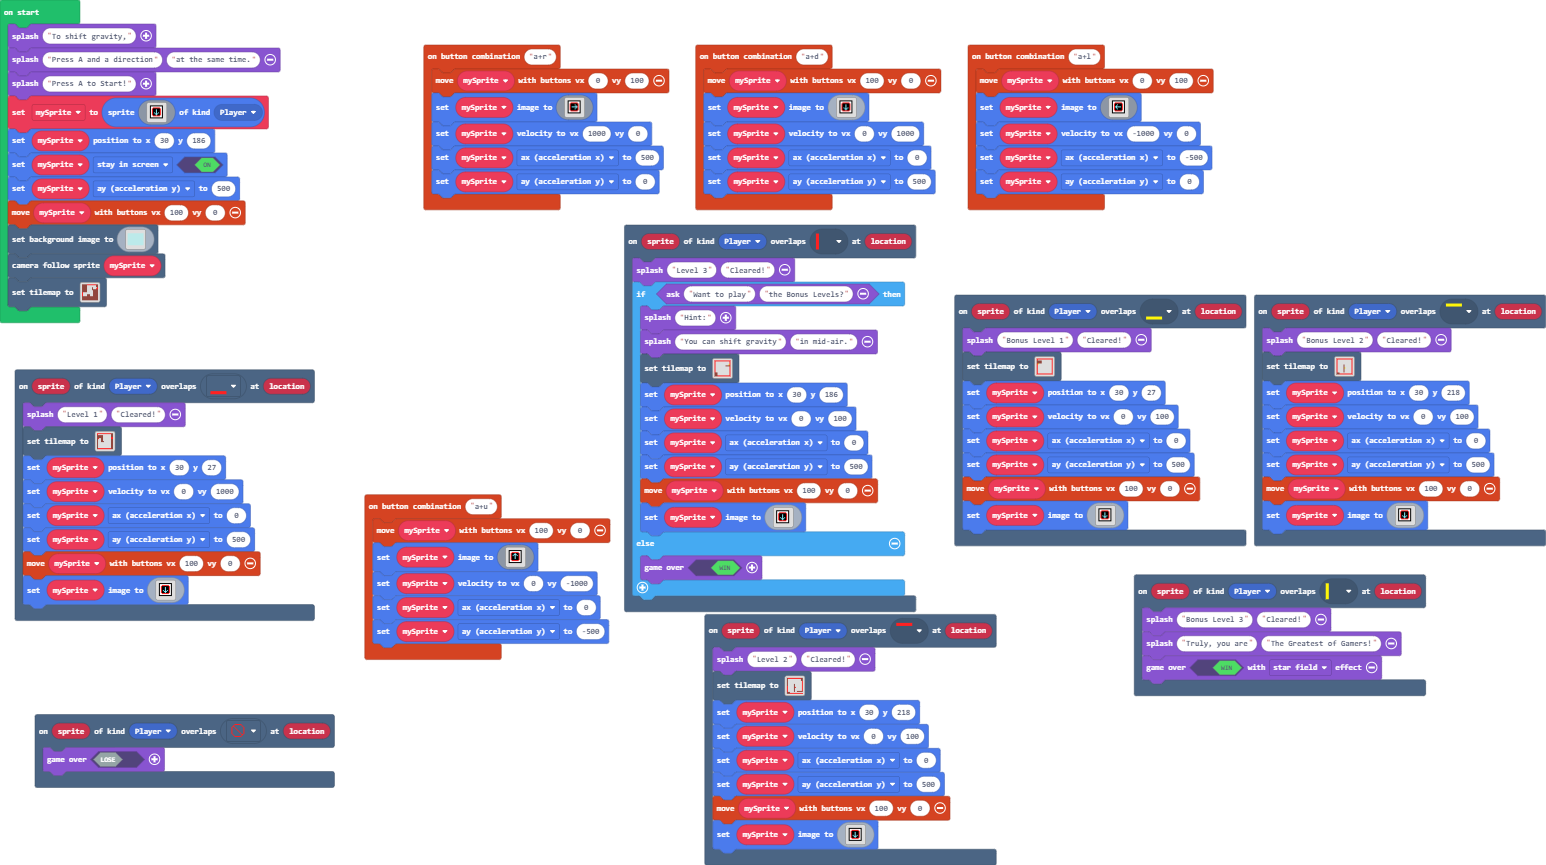 on start
splash "To shift gravity,"
splash "Press A and a direction" "at the same time."
splash "Press A to Start!"
set mySprite to sprite of kind Player
set mySprite position to x 30 y 186
set mySprite stay in screen ON
set mySprite ay (acceleration y) to 500
move mySprite with buttons vx 100 vy 0
set background image to
camera follow sprite mySprite
set tilemap to
on button combination "a+r"
move mySprite with buttons vx 0 vy 100
set mySprite image to
set mySprite velocity to vx 1000 vy 0
set mySprite ax (acceleration x) to 500
set mySprite ay (acceleration y) to 0
on button combination "a+d"
move mySprite with buttons vx 100 vy 0
set mySprite image to
set mySprite velocity to vx 0 vy 1000
set mySprite ax (acceleration x) to 0
set mySprite ay (acceleration y) to 500
on button combination "a+l"
move mySprite with buttons vx 0 vy 100
set mySprite image to
set mySprite velocity to vx -1000 vy 0
set mySprite ax (acceleration x) to -500
set mySprite ay (acceleration y) to 0
on sprite of kind Player overlaps at location
splash "Level 3" "Cleared!"
if ask "Want to play" "the Bonus Levels?" then
splash "Hint:"
splash "You can shift gravity" "in mid-air."
set tilemap to
set mySprite position to x 30 y 186
set mySprite velocity to vx 0 vy 100
set mySprite ax (acceleration x) to 0
set mySprite ay (acceleration y) to 500
move mySprite with buttons vx 100 vy 0
set mySprite image to
else
game over WIN
on sprite of kind Player overlaps at location
splash "Bonus Level 1" "Cleared!"
set tilemap to
set mySprite position to x 30 y 27
set mySprite velocity to vx 0 vy 100
set mySprite ax (acceleration x) to 0
set mySprite ay (acceleration y) to 500
move mySprite with buttons vx 100 vy 0
set mySprite image to
on sprite of kind Player overlaps at location
splash "Bonus Level 2" "Cleared!"
set tilemap to
set mySprite position to x 30 y 218
set mySprite velocity to vx 0 vy 100
set mySprite ax (acceleration x) to 0
set mySprite ay (acceleration y) to 500
move mySprite with buttons vx 100 vy 0
set mySprite image to
on sprite of kind Player overlaps at location
splash "Level 1" "Cleared!"
set tilemap to
set mySprite position to x 30 y 27
set mySprite velocity to vx 0 vy 1000
set mySprite ax (acceleration x) to 0
set mySprite ay (acceleration y) to 500
move mySprite with buttons vx 100 vy 0
set mySprite image to
on button combination "a+u"
move mySprite with buttons vx 100 vy 0
set mySprite image to
set mySprite velocity to vx 0 vy -1000
set mySprite ax (acceleration x) to 0
set mySprite ay (acceleration y) to -500
on sprite of kind Player overlaps at location
splash "Bonus Level 3" "Cleared!"
splash "Truly, you are" "The Greatest of Gamers!"
game over WIN with star field effect
on sprite of kind Player overlaps at location
splash "Level 2" "Cleared!"
set tilemap to
set mySprite position to x 30 y 218
set mySprite velocity to vx 0 vy 100
set mySprite ax (acceleration x) to 0
set mySprite ay (acceleration y) to 500
move mySprite with buttons vx 100 vy 0
set mySprite image to
on sprite of kind Player overlaps at location
game over LOSE